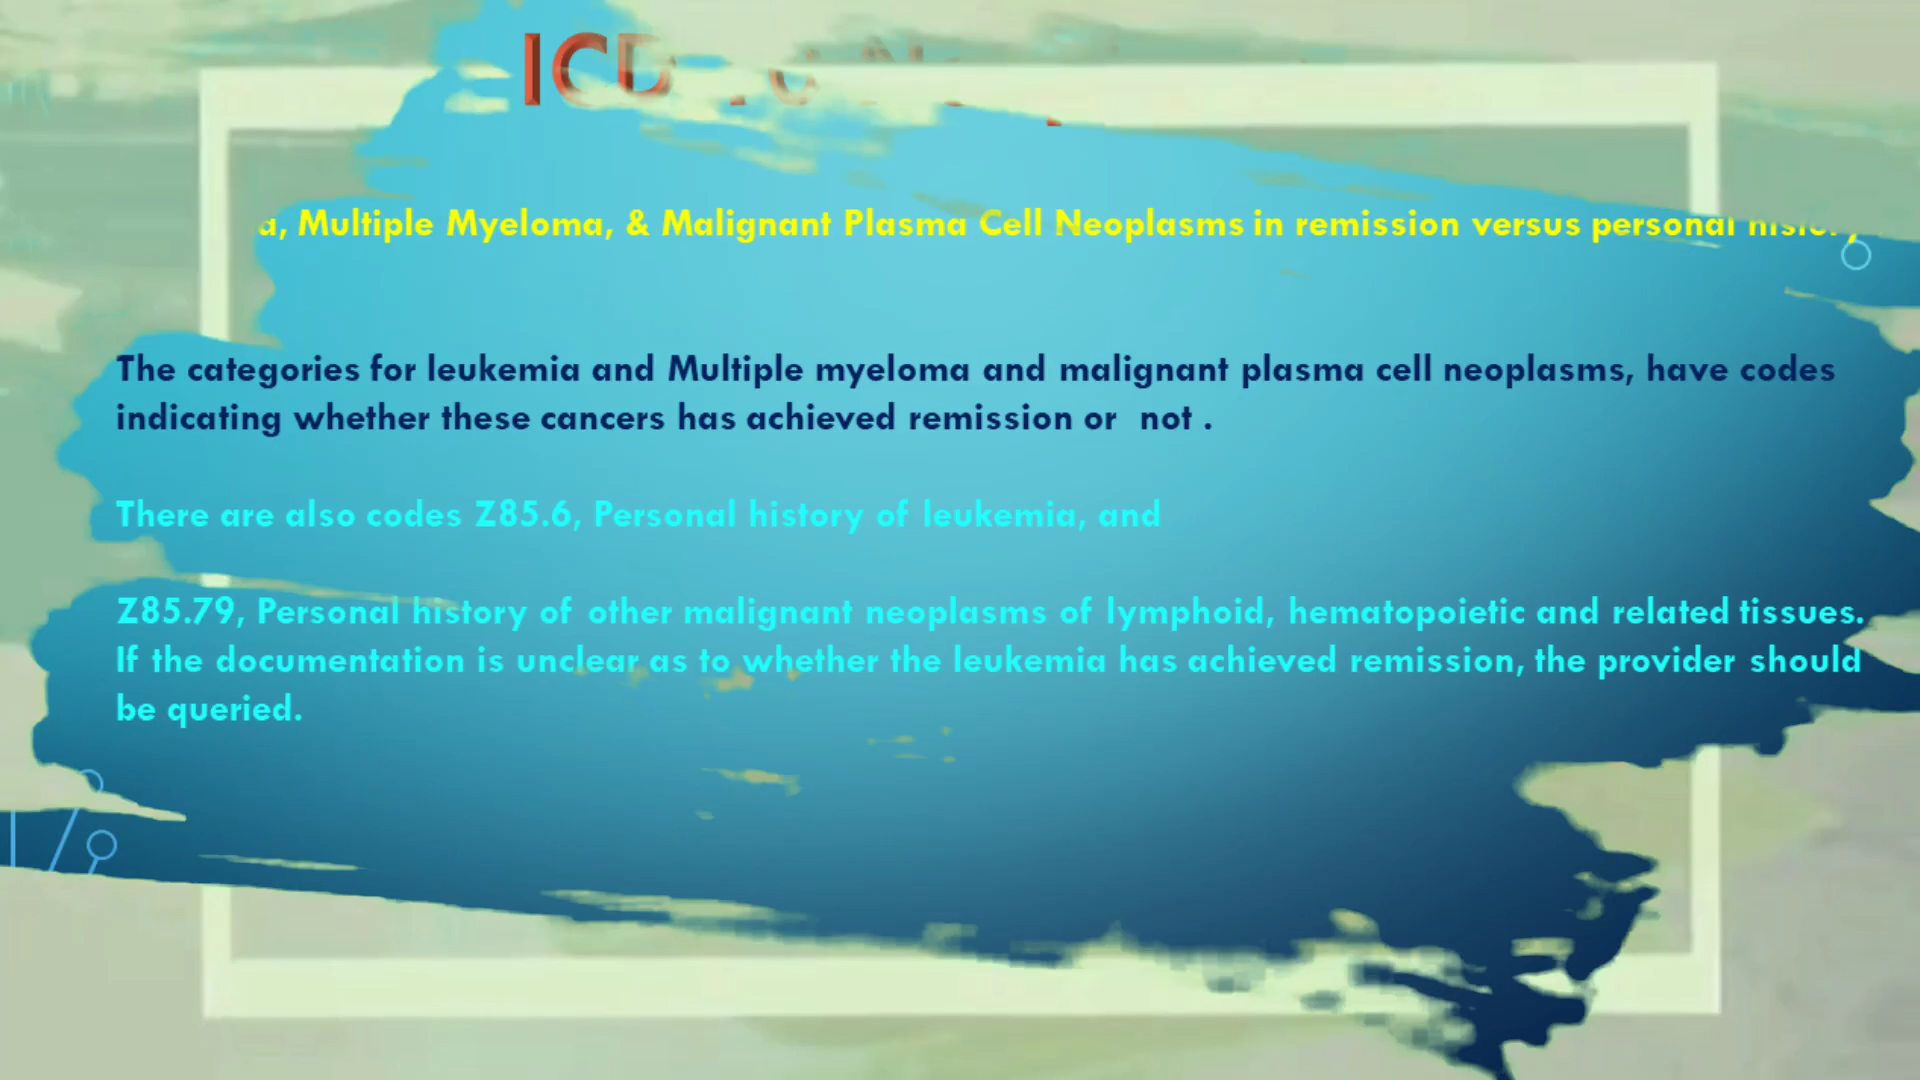 ICD
a, Multiple Myeloma, & Malignant Plasma Cell Neoplasms in remission versus personal history
The categories for leukemia and Multiple myeloma and malignant plasma cell neoplasms, have codes
indicating whether these cancers has achieved remission or not .
There are also codes Z85.6, Personal history of leukemia, and
Z85.79, Personal history of other malignant neoplasms of lymphoid, hematopoietic and related tissues.
If the documentation is unclear as to whether the leukemia has achieved remission, the provider should
be queried.